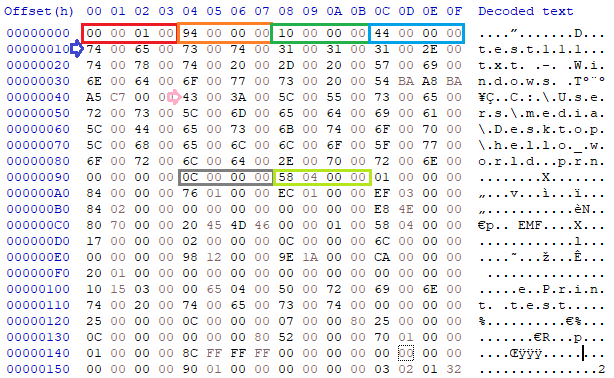 Offset(h) 00 01 02 03 04 05 06 07 08 09 0A 0B 0C 0D 0E 0F Decoded text
00000000 00 00 01 00 94 00 00 00 10 00 00 00 44 00 00 00 ....”.......D...
00000010 74 00 65 00 73 00 74 00 31 00 31 00 31 00 2E 00 t.e.s.t.1.1.1...
00000020 74 00 78 00 74 00 20 00 2D 00 20 00 57 00 69 00 t.x.t. .-. .W.i.
00000030 6E 00 64 00 6F 00 77 00 73 00 20 00 54 BA A8 BA n.d.o.w.s. .Tº¨º
00000040 A5 C7 00 00 43 00 3A 00 5C 00 55 00 73 00 65 00 ¥Ç..C.:.\.U.s.e.
00000050 72 00 73 00 5C 00 6D 00 65 00 64 00 69 00 61 00 r.s.\.m.e.d.i.a.
00000060 5C 00 44 00 65 00 73 00 6B 00 74 00 6F 00 70 00 \.D.e.s.k.t.o.p.
00000070 5C 00 68 00 65 00 6C 00 6C 00 6F 00 5F 00 77 00 \.h.e.l.l.o._.w.
00000080 6F 00 72 00 6C 00 64 00 2E 00 70 00 72 00 6E 00 o.r.l.d...p.r.n.
00000090 00 00 00 00 0C 00 00 00 58 04 00 00 01 00 00 00 ........X.......
000000A0 84 00 00 00 76 01 00 00 EC 01 00 00 EF 03 00 00 „...v...ì...ï...
000000B0 84 02 00 00 00 00 00 00 00 00 00 00 E8 4E 00 00 „...........èN..
000000C0 80 70 00 00 20 45 4D 46 00 00 01 00 58 04 00 00 €p.. EMF....X...
000000D0 17 00 00 00 02 00 00 00 0C 00 00 00 6C 00 00 00 ............l...
000000E0 00 00 00 00 98 12 00 00 9E 1A 00 00 CA 00 00 00 ....˜...ž...Ê...
000000F0 20 01 00 00 00 00 00 00 00 00 00 00 00 00 00 00 ...............
00000100 10 15 03 00 00 65 04 00 50 00 72 00 69 00 6E 00 .....e..P.r.i.n.
00000110 74 00 20 00 74 00 65 00 73 00 74 00 00 00 00 00 t. .t.e.s.t.....
00000120 25 00 00 00 0C 00 00 00 07 00 00 80 25 00 00 00 %..........€%...
00000130 0C 00 00 00 00 00 00 80 52 00 00 00 70 01 00 00 .......€R...p...
00000140 01 00 00 00 8C FF FF FF 00 00 00 00 00 00 00 00 ....Œÿÿÿ........
00000150 00 00 00 00 90 01 00 00 00 00 00 00 03 02 01 32 ...............2